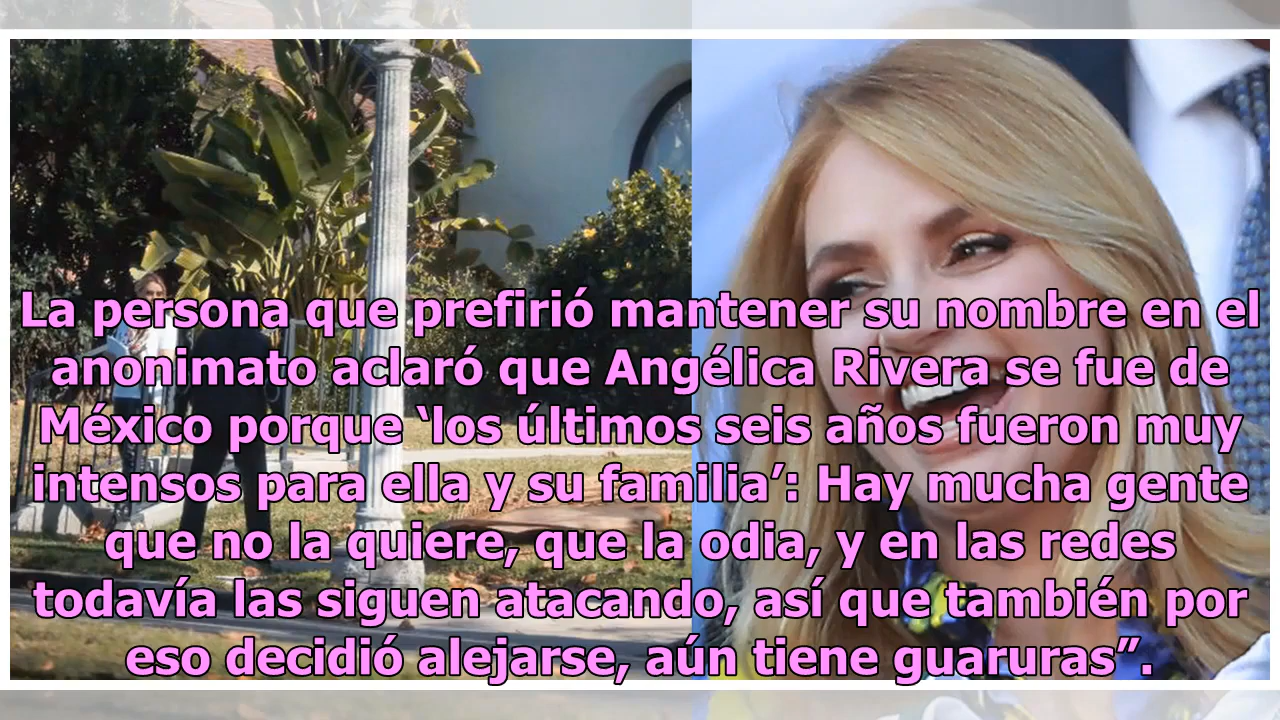 La persona que prefirió mantener su nombre en el
anonimato aclaró que Angélica Rivera se fue de
México porque ‘los últimos seis años fueron muy
intensos para ella y su familia’: Hay mucha gente
que no la quiere, que la odia, y en las redes
todavía las siguen atacando, así que también por
eso decidió alejarse, aún tiene guaruras”.